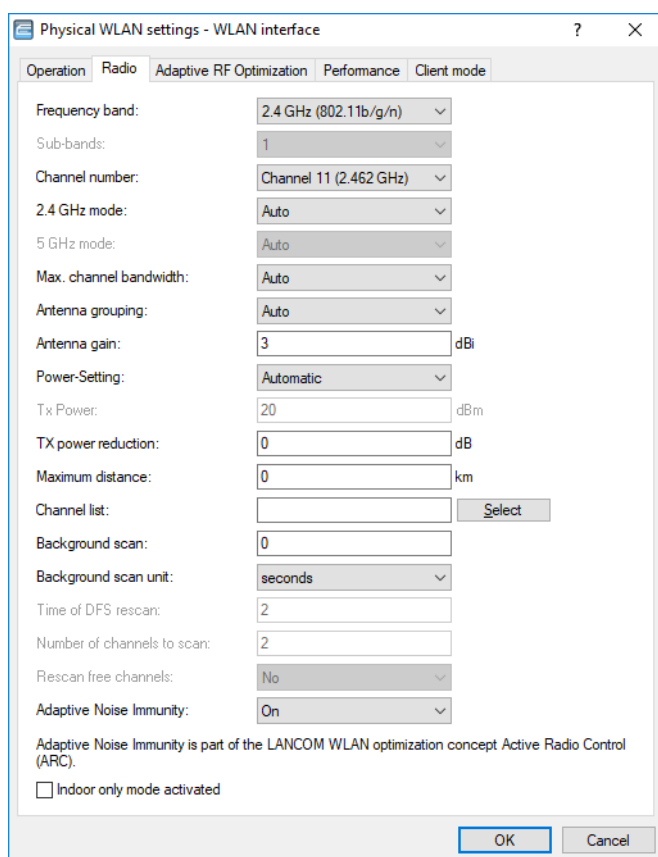 Physical WLAN settings - WLAN interface ?
Operation Radio Adaptive RF Optimization Performance Client mode
Frequency band: 2.4 GHz (802.11b/g/n)
Sub-bands: 1
Channel number: Channel 11 (2.462 GHz)
2.4 GHz mode: Auto
5 GHz mode: Auto
Max. channel bandwidth: Auto
Antenna grouping: Auto
Antenna gain: 3 dBi
Power-Setting: Automatic
Tx Power: 20 dBm
TX power reduction: 0 dB
Maximum distance: 0 km
Channel list: Select
Background scan: 0
Background scan unit: seconds
Time of DFS rescan: 2
Number of channels to scan: 2
Rescan free channels: No
Adaptive Noise Immunity: On
Adaptive Noise Immunity is part of the LANCOM WLAN optimization concept Active Radio Control
(ARC).
Indoor only mode activated
OK Cancel